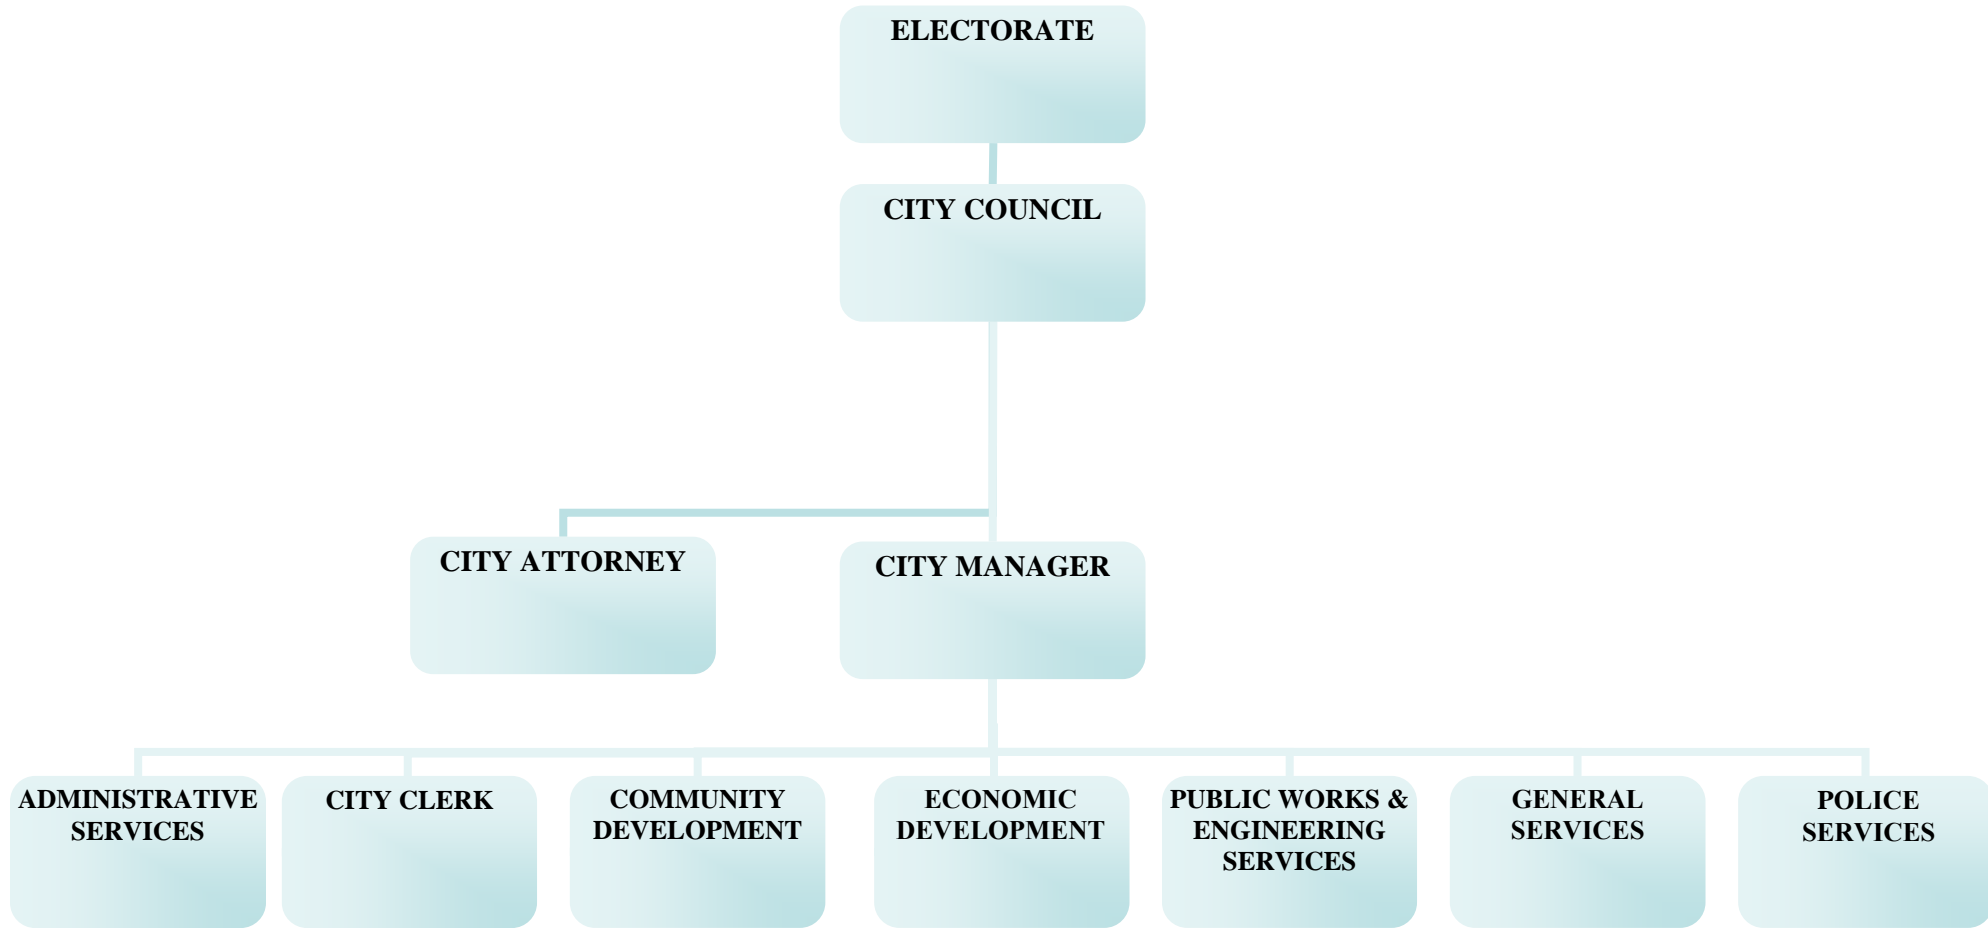 ELECTORATE
CITY COUNCIL
CITY ATTORNEY
CITY MANAGER
ADMINISTRATIVE
SERVICES
CITY CLERK
COMMUNITY
DEVELOPMENT
ECONOMIC
DEVELOPMENT
PUBLIC WORKS &
ENGINEERING
SERVICES
GENERAL
SERVICES
POLICE
SERVICES